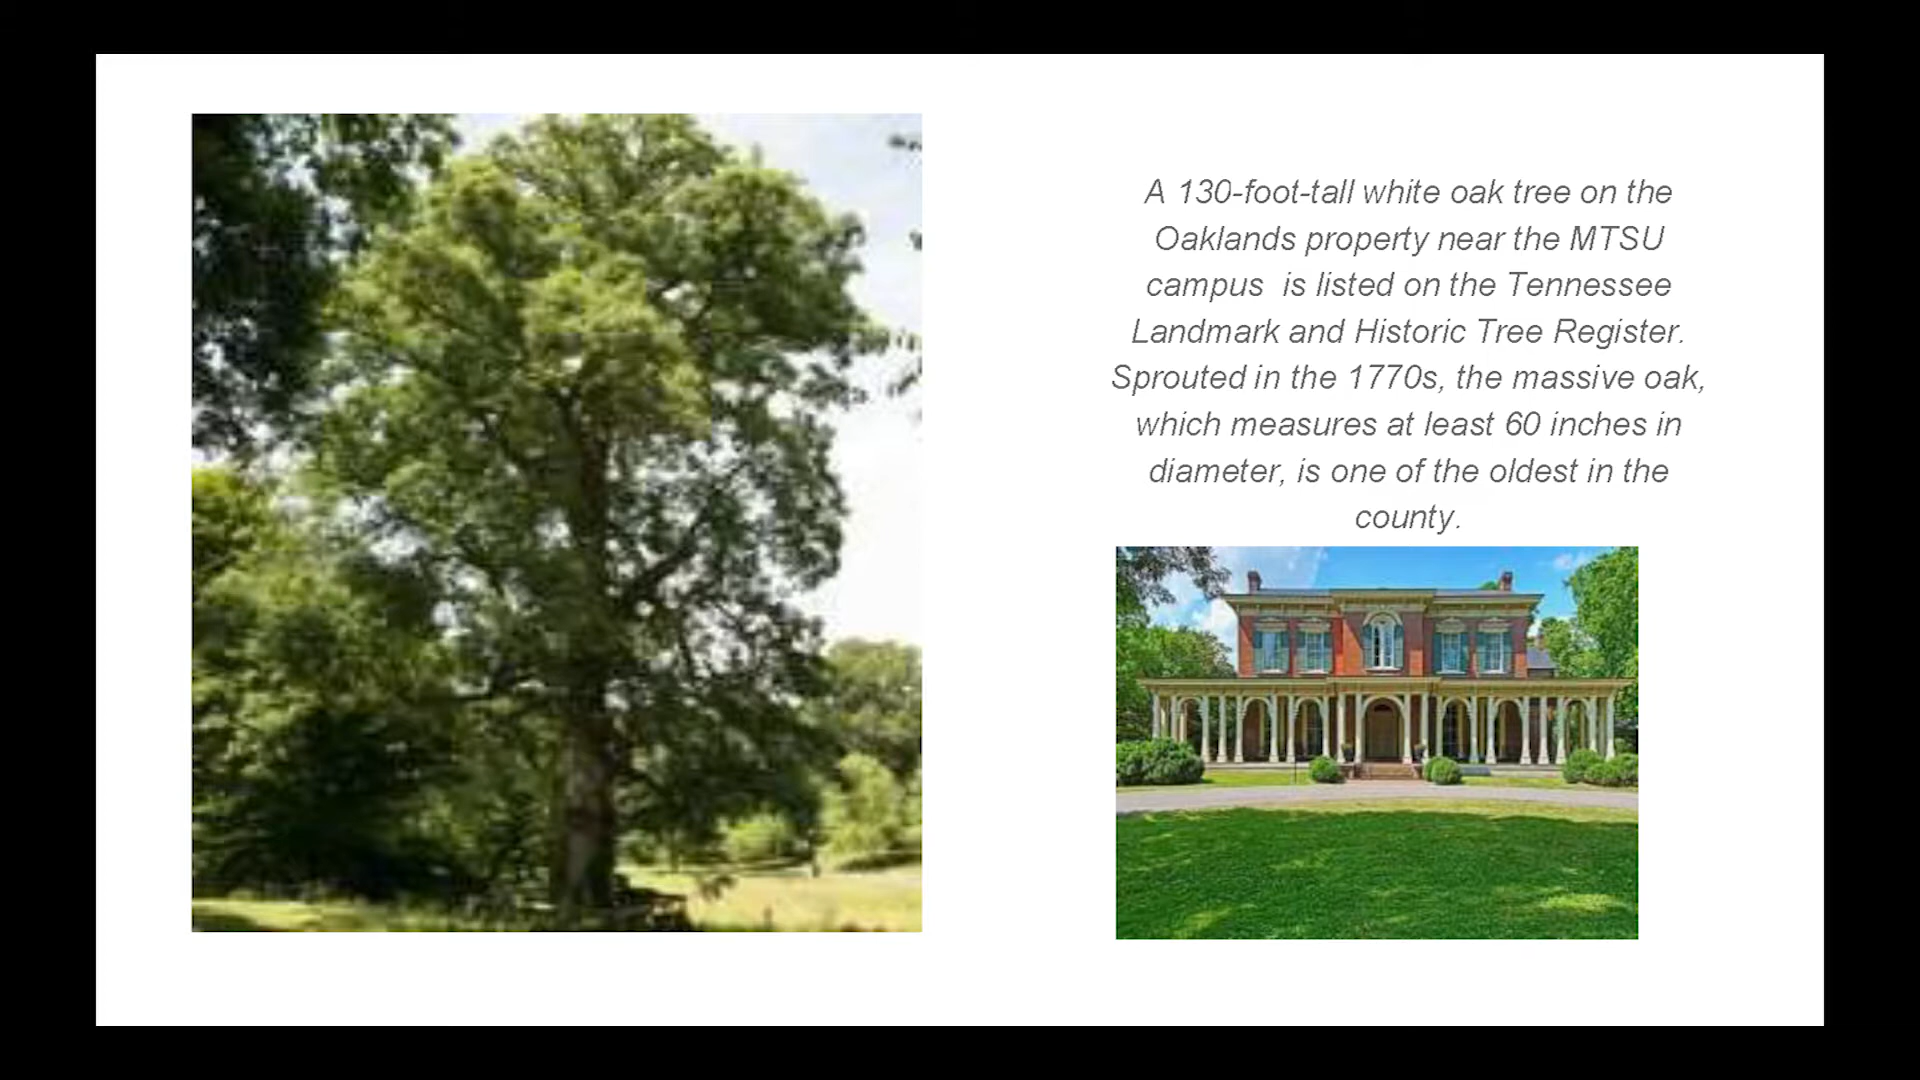 A 130-foot-tall white oak tree on the
Oaklands property near the MTSU
campus  is listed on the Tennessee
Landmark and Historic Tree Register.
Sprouted in the 1770s, the massive oak,
which measures at least 60 inches in
diameter, is one of the oldest in the
county.